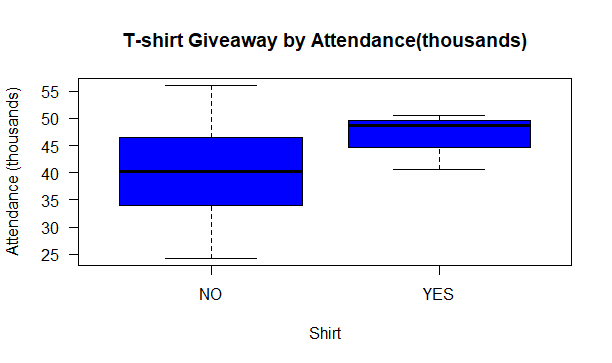 T-shirt Giveaway by Attendance(thousands)
Attendance (thousands)
55
50
45
40
35
30
25
NO
YES
Shirt